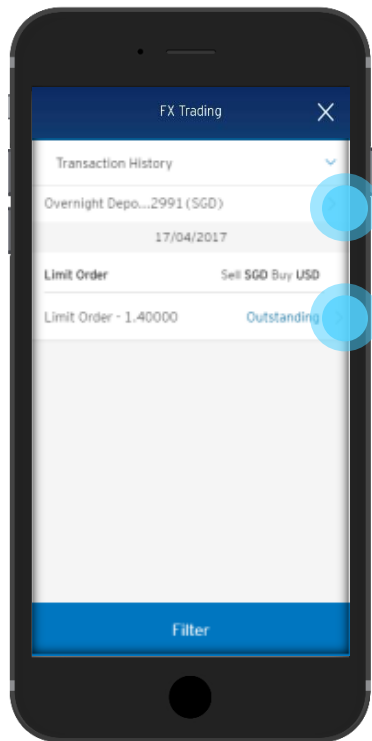 FX Trading
Transaction History
Overnight Depo...2991 (SGD)
17/04/2017
Limit Order Sell SGD Buy USD
Limit Order - 1.40000 Outstanding
Filter